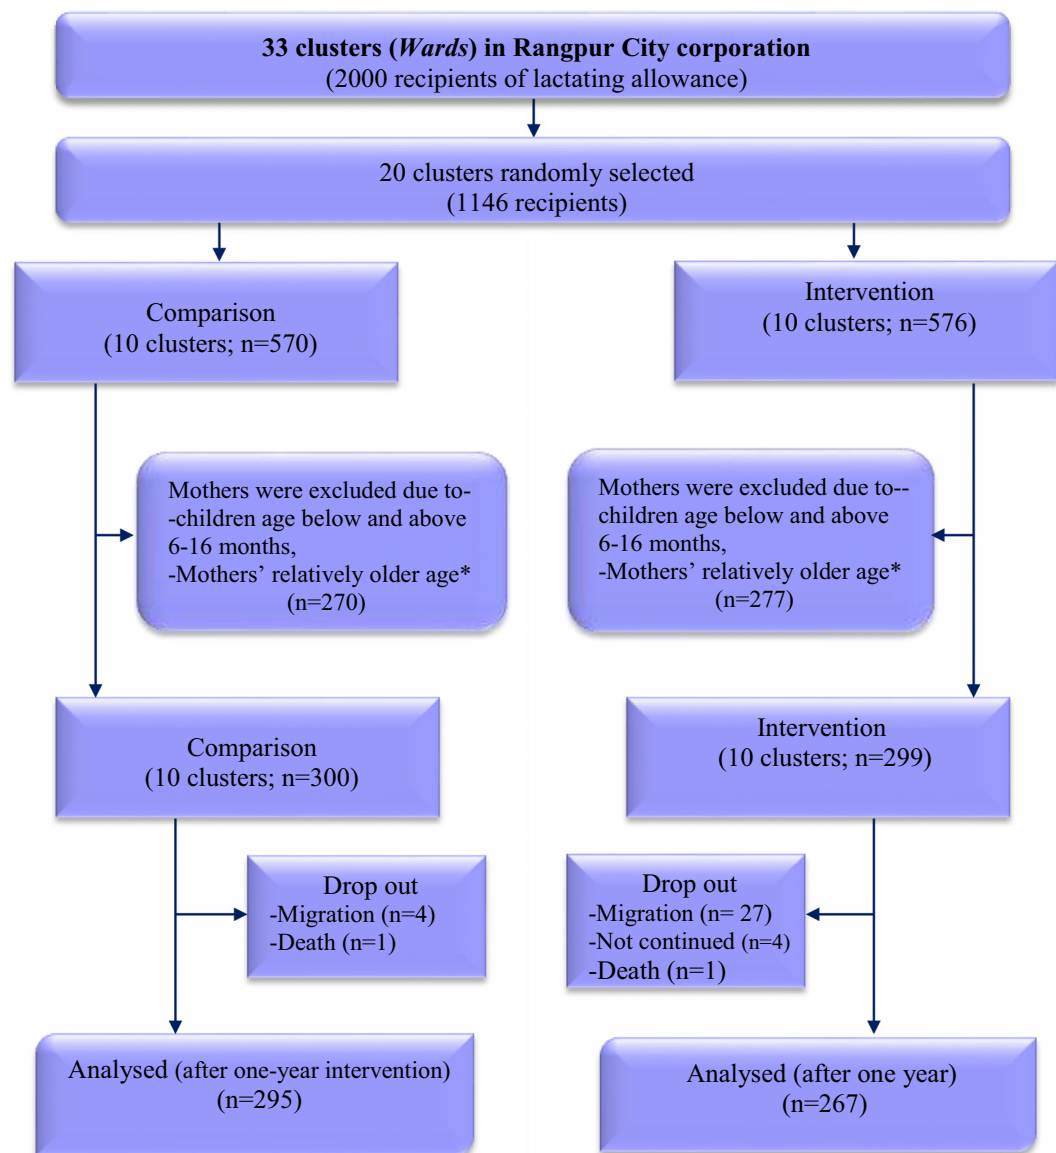 33 clusters (Wards) in Rangpur City corporation
(2000 recipients of lactating allowance)
20 clusters randomly selected
(1146 recipients)
Comparison
(10 clusters; n=570)
Intervention
(10 clusters; n=576)
Mothers were excluded due to-
-children age below and above
6-16 months,
-Mothers’ relatively older age*
(n=270)
Mothers were excluded due to--
children age below and above
6-16 months,
-Mothers’ relatively older age*
(n=277)
Comparison
(10 clusters; n=300)
Intervention
(10 clusters; n=299)
Drop out
-Migration (n=4)
-Death (n=1)
Drop out
-Migration (n= 27)
-Not continued (n=4)
-Death (n=1)
Analysed (after one-year intervention)
(n=295)
Analysed (after one year)
(n=267)